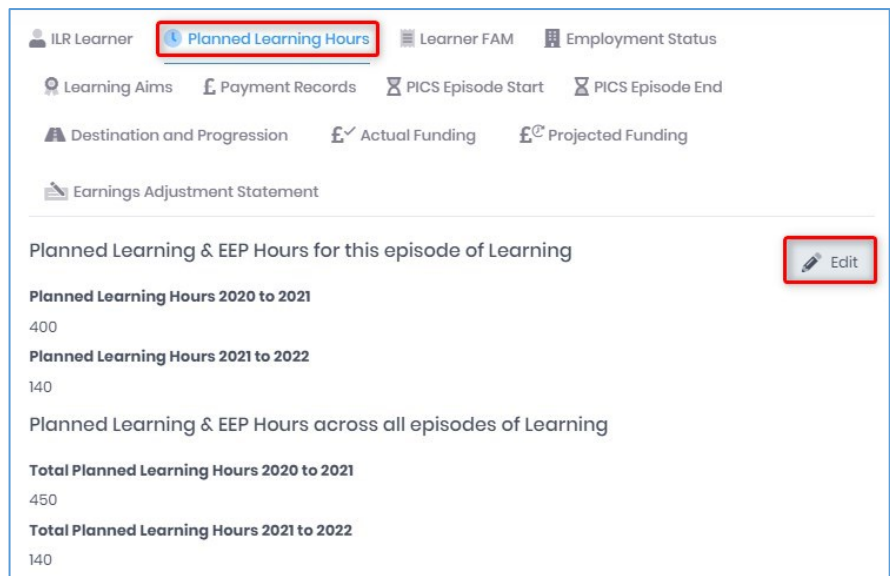 ILR Learner Planned Learning Hours Learner FAM Employment Status
Learning Aims £ Payment Records PICS Episode Start PICS Episode End
Destination and Progression £ Actual Funding £ Projected Funding
Earnings Adjustment Statement
Planned Learning & EEP Hours for this episode of Learning
Edit
Planned Learning Hours 2020 to 2021
400
Planned Learning Hours 2021 to 2022
140
Planned Learning & EEP Hours across all episodes of Learning
Total Planned Learning Hours 2020 to 2021
450
Total Planned Learning Hours 2021 to 2022
140